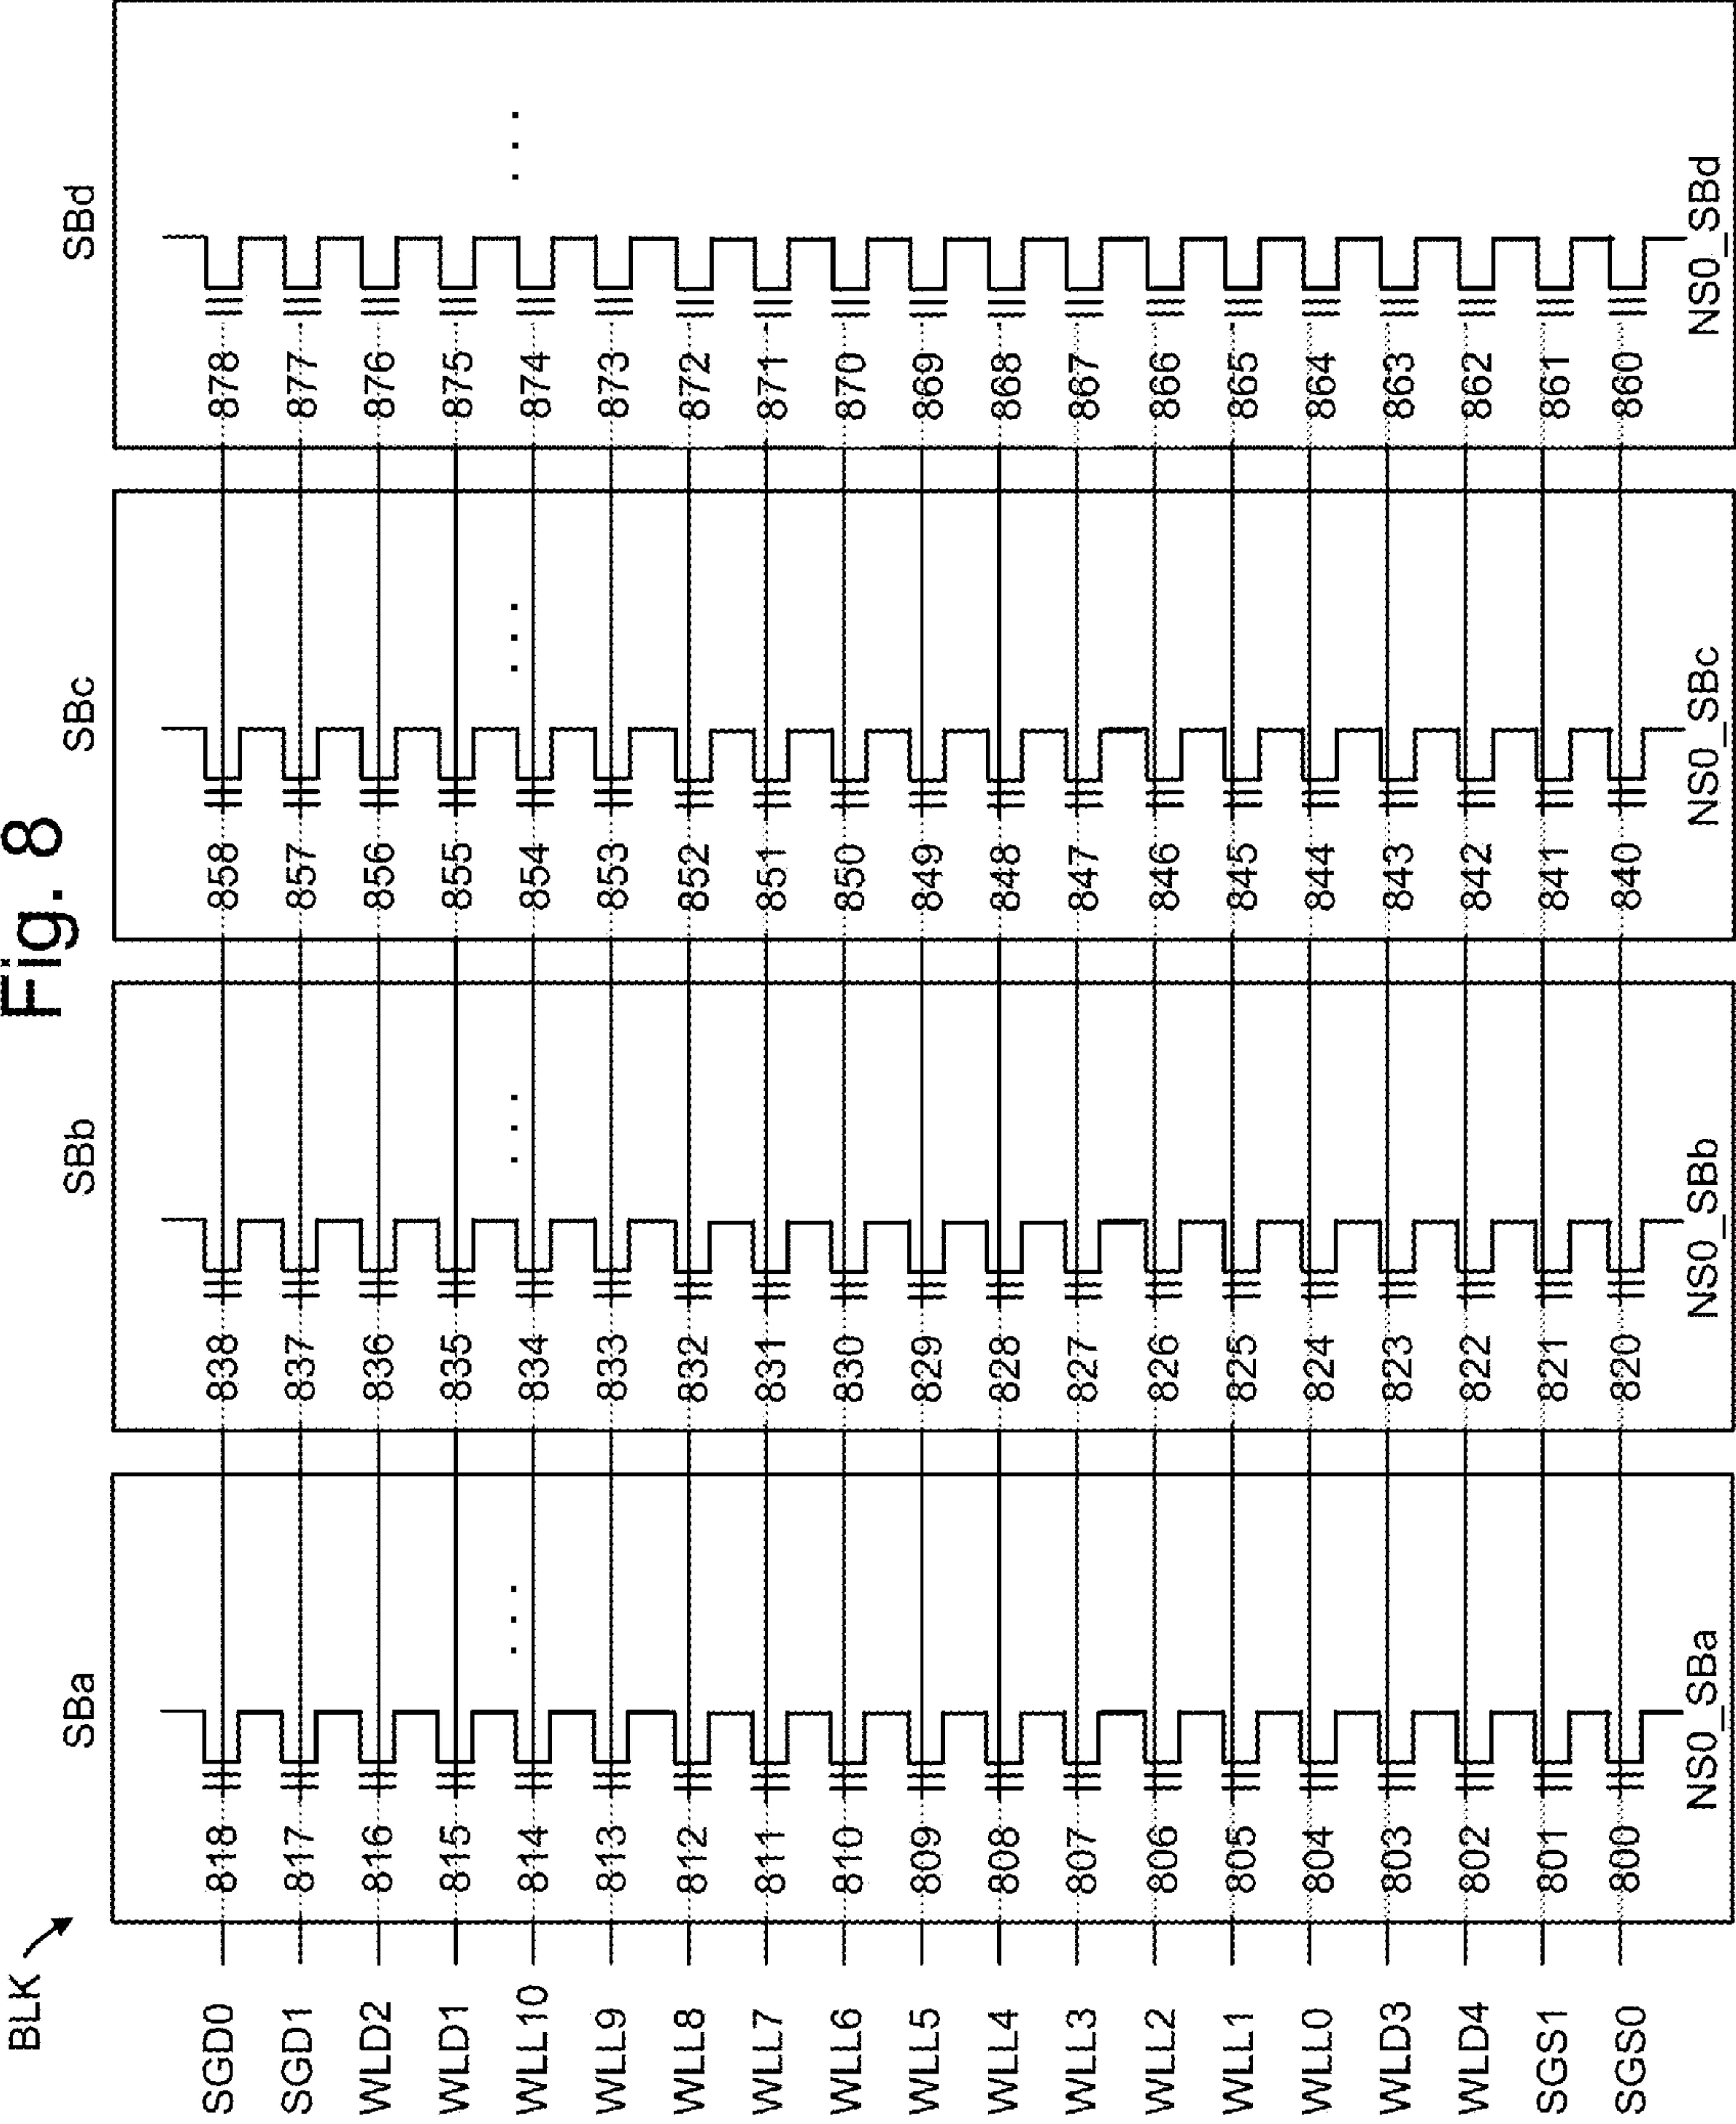 Fig. 8
BLK
SBa SBb SBc SBd
SGD0 818 838 858 878
SGD1 817 837 857 877
WLD2 816 836 856 876
WLD1 815 835 855 875
WLL10 814 834 854 874
WLL9 813 833 853 873
WLL8 812 832 852 872
WLL7 811 831 851 871
WLL6 810 830 850 870
WLL5 809 829 849 869
WLL4 808 828 848 868
WLL3 807 827 847 867
WLL2 806 826 846 866
WLL1 805 825 845 865
WLL0 804 824 844 864
WLD3 803 823 843 863
WLD4 802 822 842 862
SGS1 801 821 841 861
SGS0 800 820 840 860
NS0_SBa NS0_SBb NS0_SBc NS0_SBd